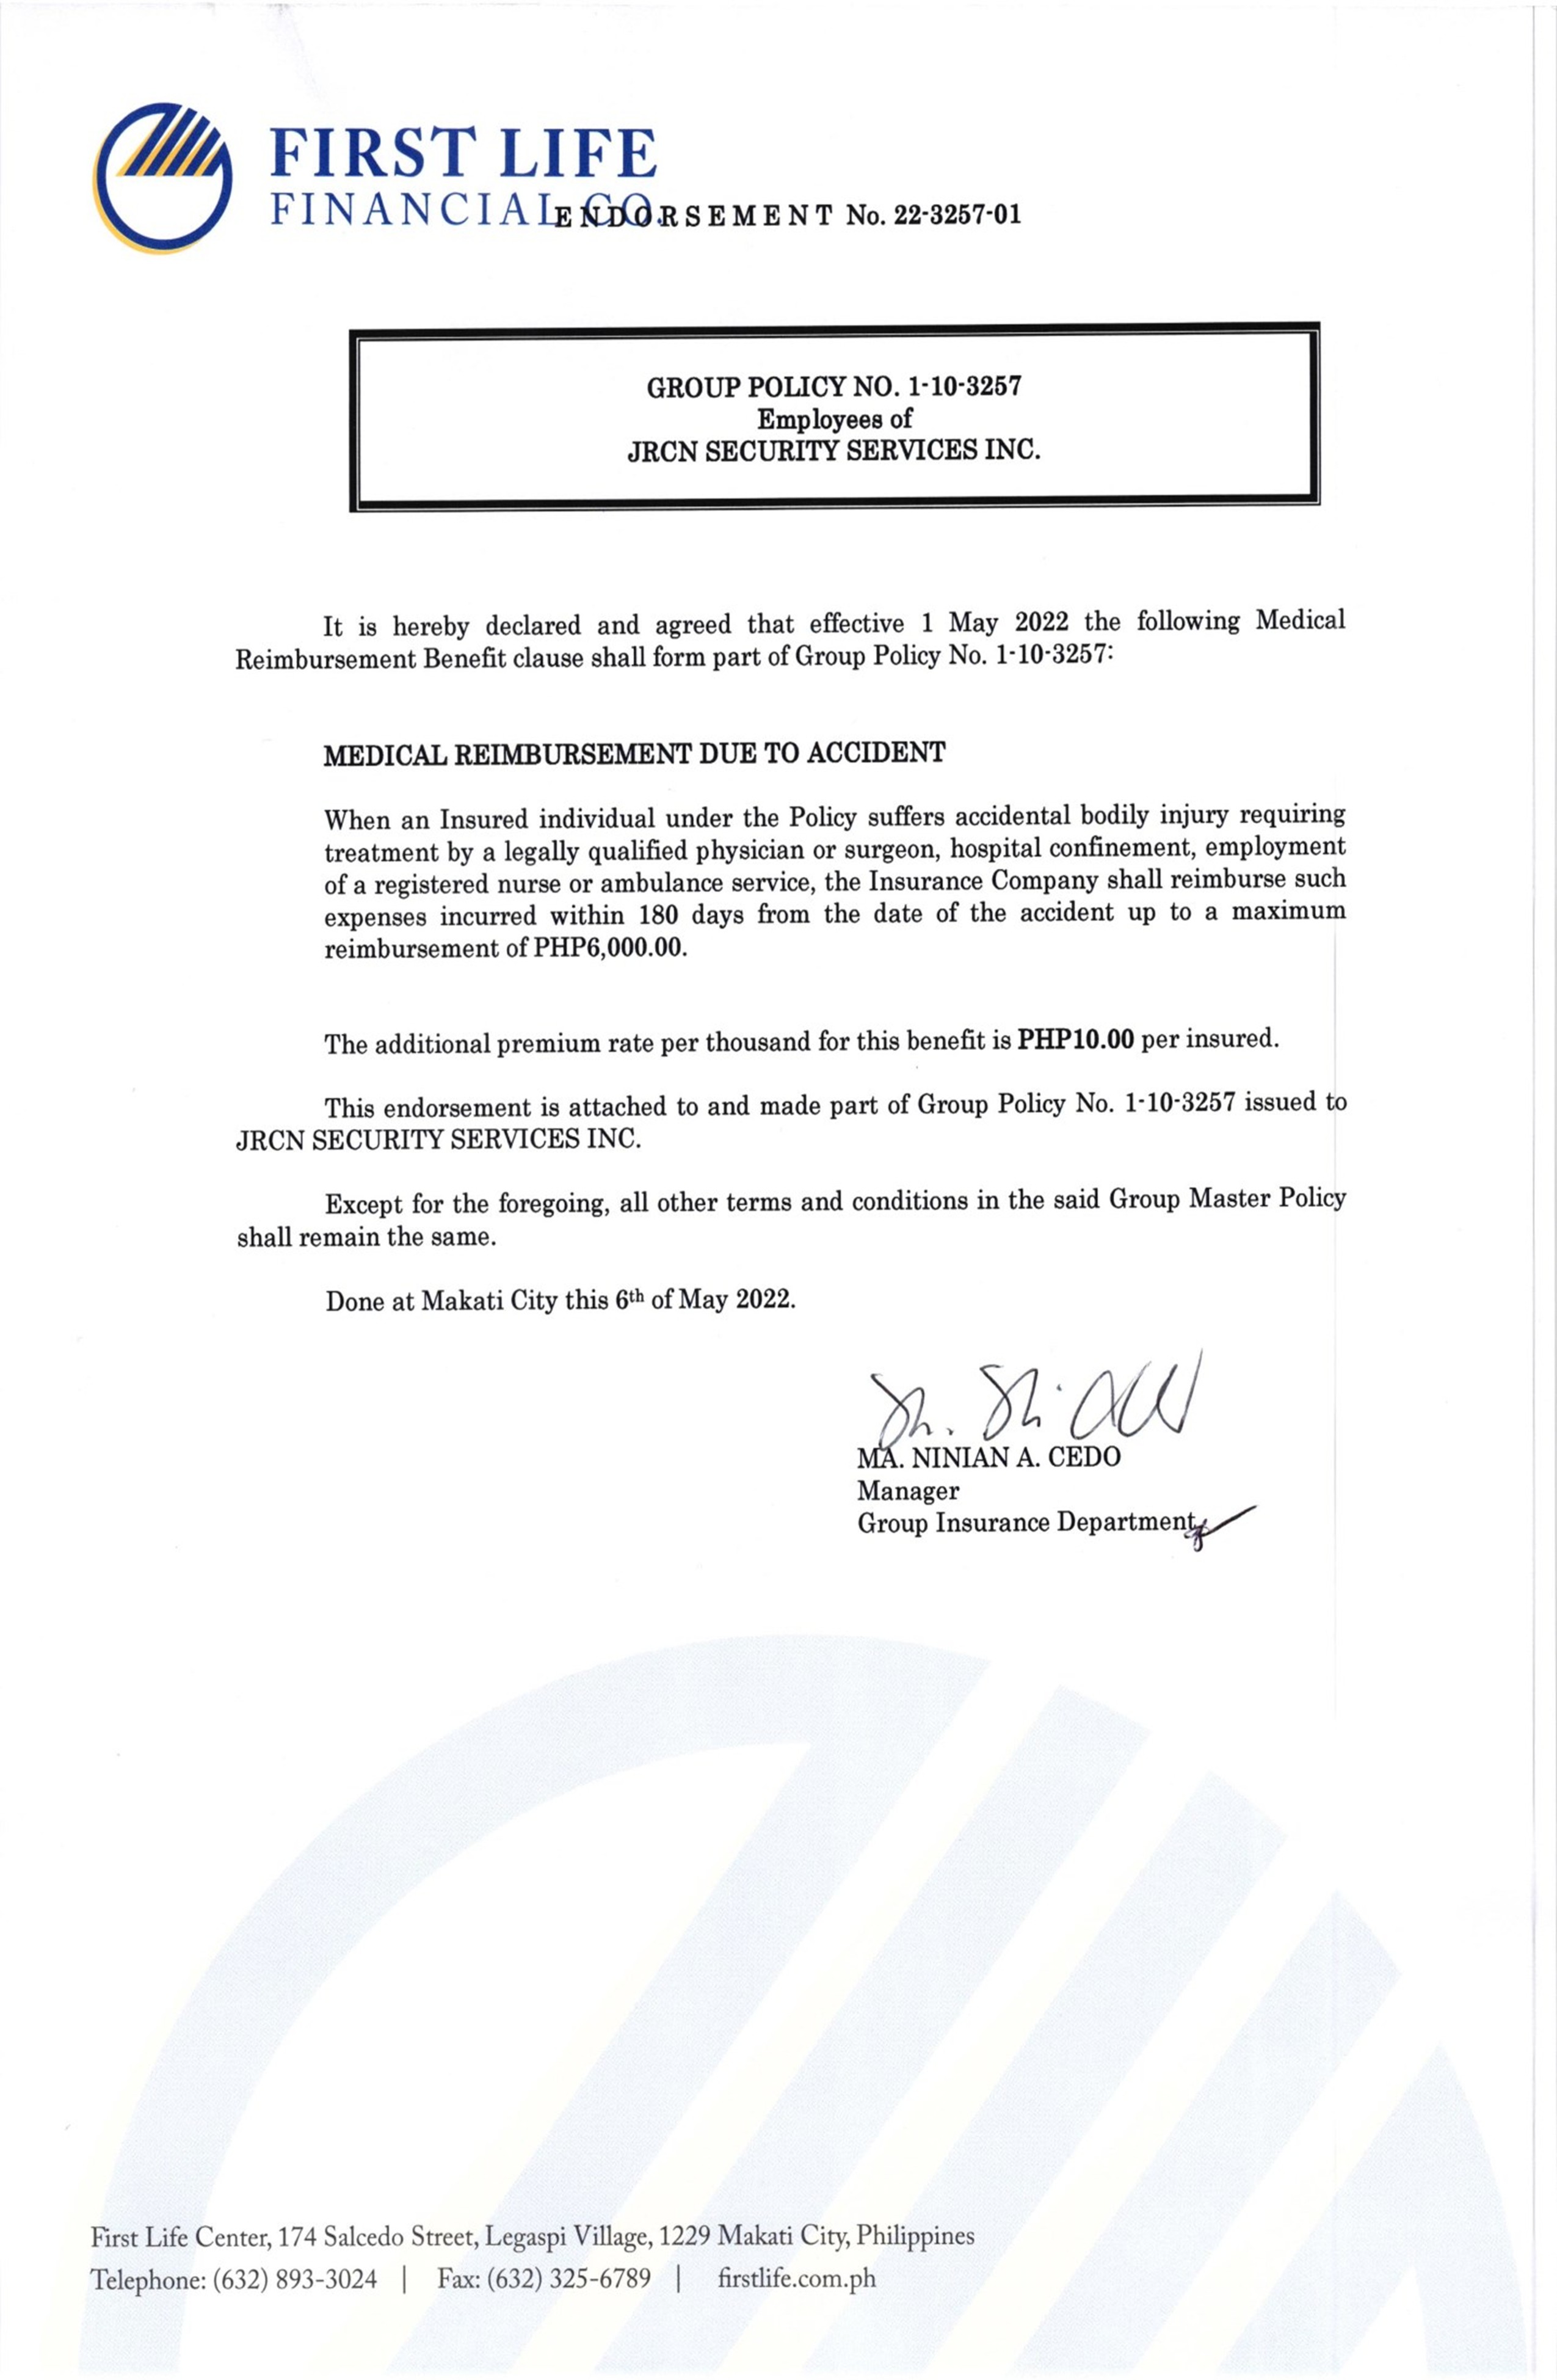 FIRST LIFE
FINANCIAL CO.
ENDORSEMENT No. 22-3257-01
GROUP POLICY NO. 1-10-3257
Employees of
JRCN SECURITY SERVICES INC.
It is hereby declared and agreed that effective 1 May 2022 the following Medical
Reimbursement Benefit clause shall form part of Group Policy No. 1-10-3257:
MEDICAL REIMBURSEMENT DUE TO ACCIDENT
When an Insured individual under the Policy suffers accidental bodily injury requiring
treatment by a legally qualified physician or surgeon, hospital confinement, employment
of a registered nurse or ambulance service, the Insurance Company shall reimburse such
expenses incurred within 180 days from the date of the accident up to a maximum
reimbursement of PHP6,000.00.
The additional premium rate per thousand for this benefit is PHP10.00 per insured.
This endorsement is attached to and made part of Group Policy No. 1-10-3257 issued to
JRCN SECURITY SERVICES INC.
Except for the foregoing, all other terms and conditions in the said Group Master Policy
shall remain the same.
Done at Makati City this 6th of May 2022.
MA. NINIAN A. CEDO
Manager
Group Insurance Department
First Life Center, 174 Salcedo Street, Legaspi Village, 1229 Makati City, Philippines
Telephone: (632) 893-3024 | Fax: (632) 325-6789 | firstlife.com.ph